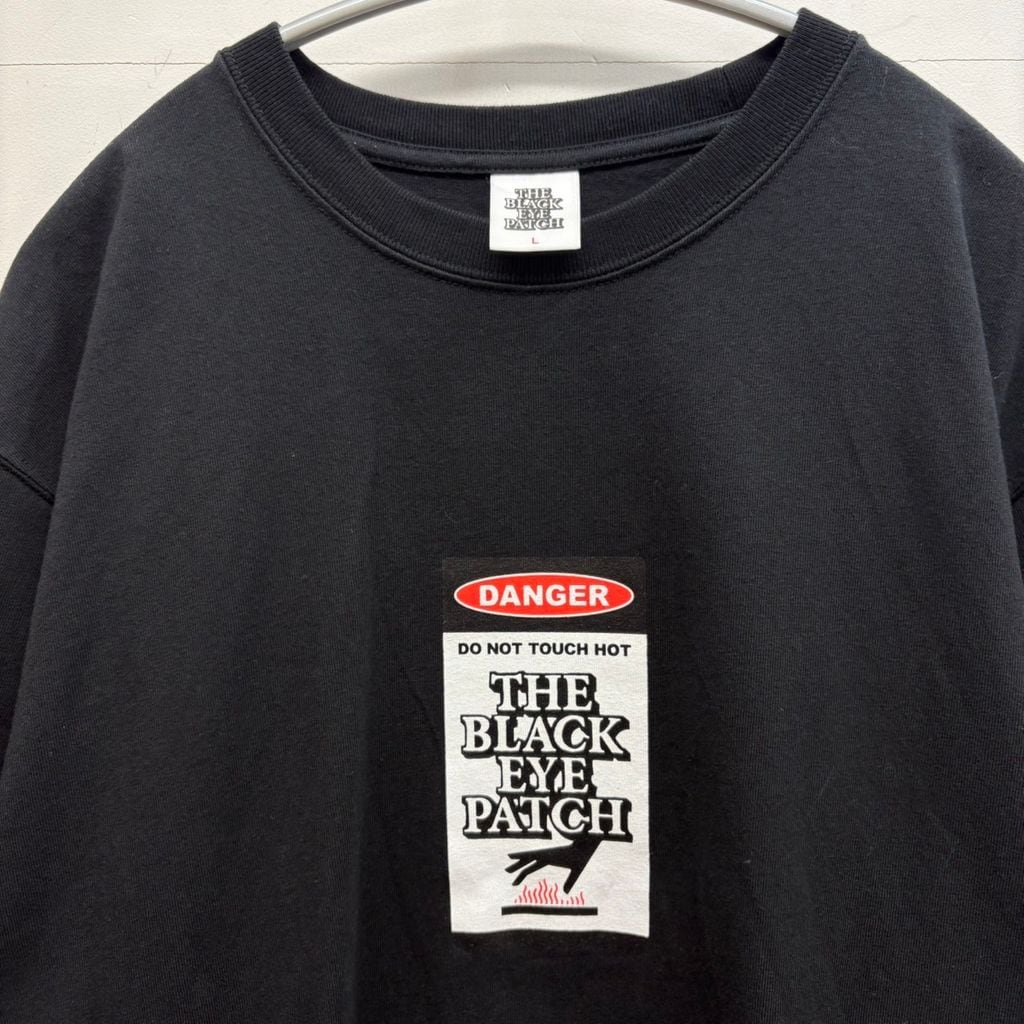 THE
BLACK
EYE
PATCH
L
DANGER
DO NOT TOUCH HOT
THE
BLACK
EYE
PATCH